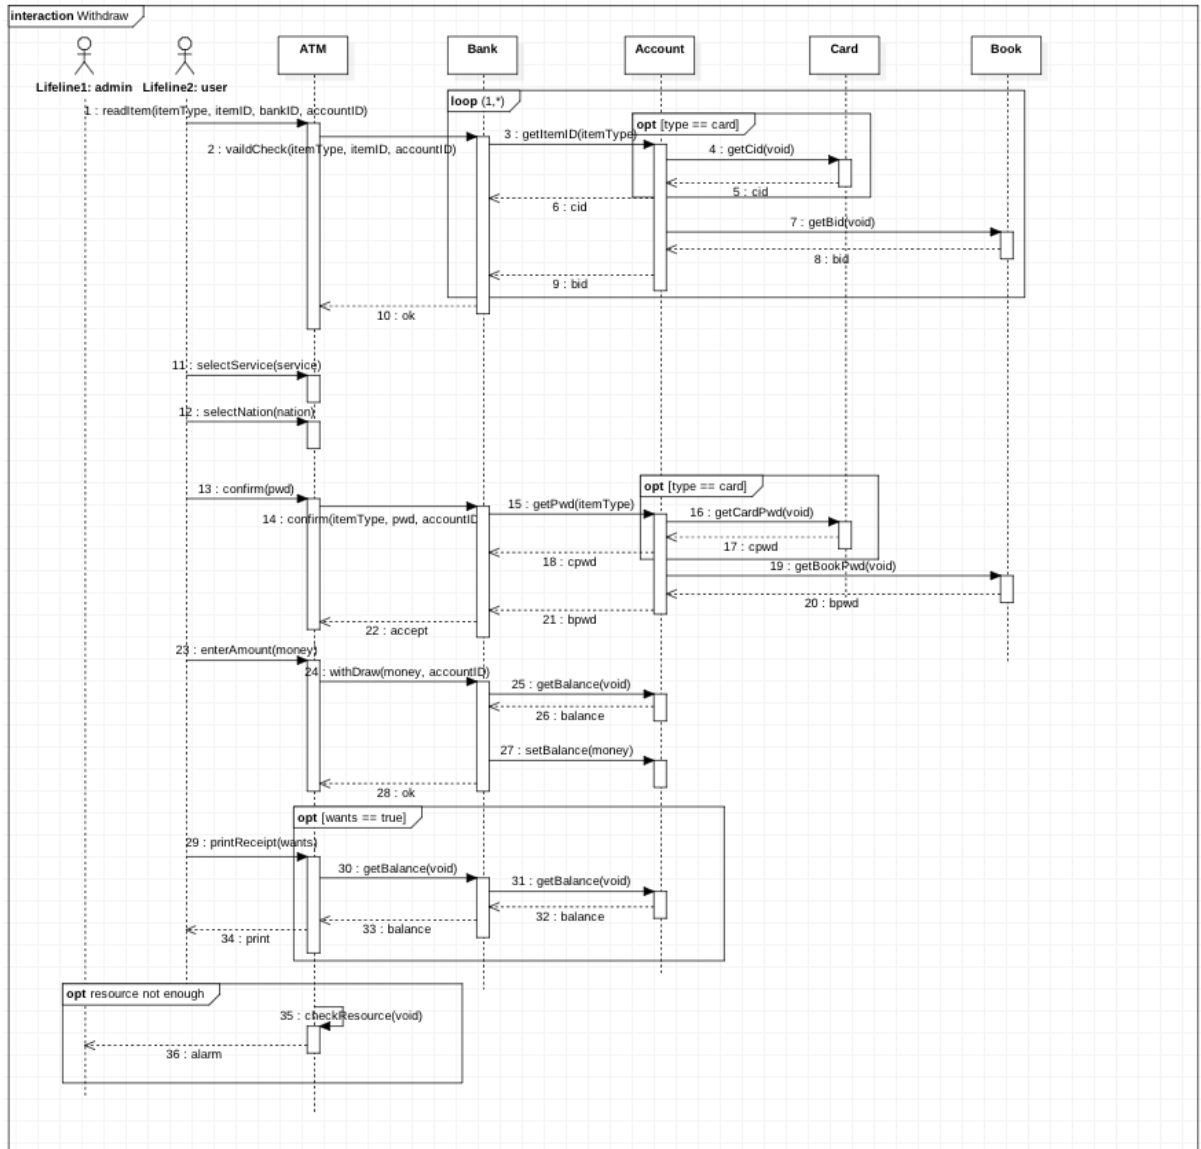 interaction Withdraw
ATM
Bank
Account
Card
Book
Lifeline1: admin
Lifeline2: user
loop (1,*)
1 : readItem(itemType, itemID, bankID, accountID)
opt [type == card]
3 : getItemID(itemType)
2 : vaildCheck(itemType, itemID, accountID)
4 : getCid(void)
5 : cid
6 : cid
7 : getBid(void)
8 : bid
9 : bid
10 : ok
11 : selectService(service)
12 : selectNation(nation)
opt [type == card]
13 : confirm(pwd)
15 : getPwd(itemType)
16 : getCardPwd(void)
14 : confirm(itemType, pwd, accountID
17 : cpwd
18 : cpwd
19 : getBookPwd(void)
20 : bpwd
21 : bpwd
22 : accept
23 : enterAmount(money)
24 : withDraw(money, accountID)
25 : getBalance(void)
26 : balance
27 : setBalance(money)
28 : ok
opt [wants == true]
29 : printReceipt(wants)
30 : getBalance(void)
31 : getBalance(void)
32 : balance
33 : balance
34 : print
opt resource not enough
35 : checkResource(void)
36 : alarm